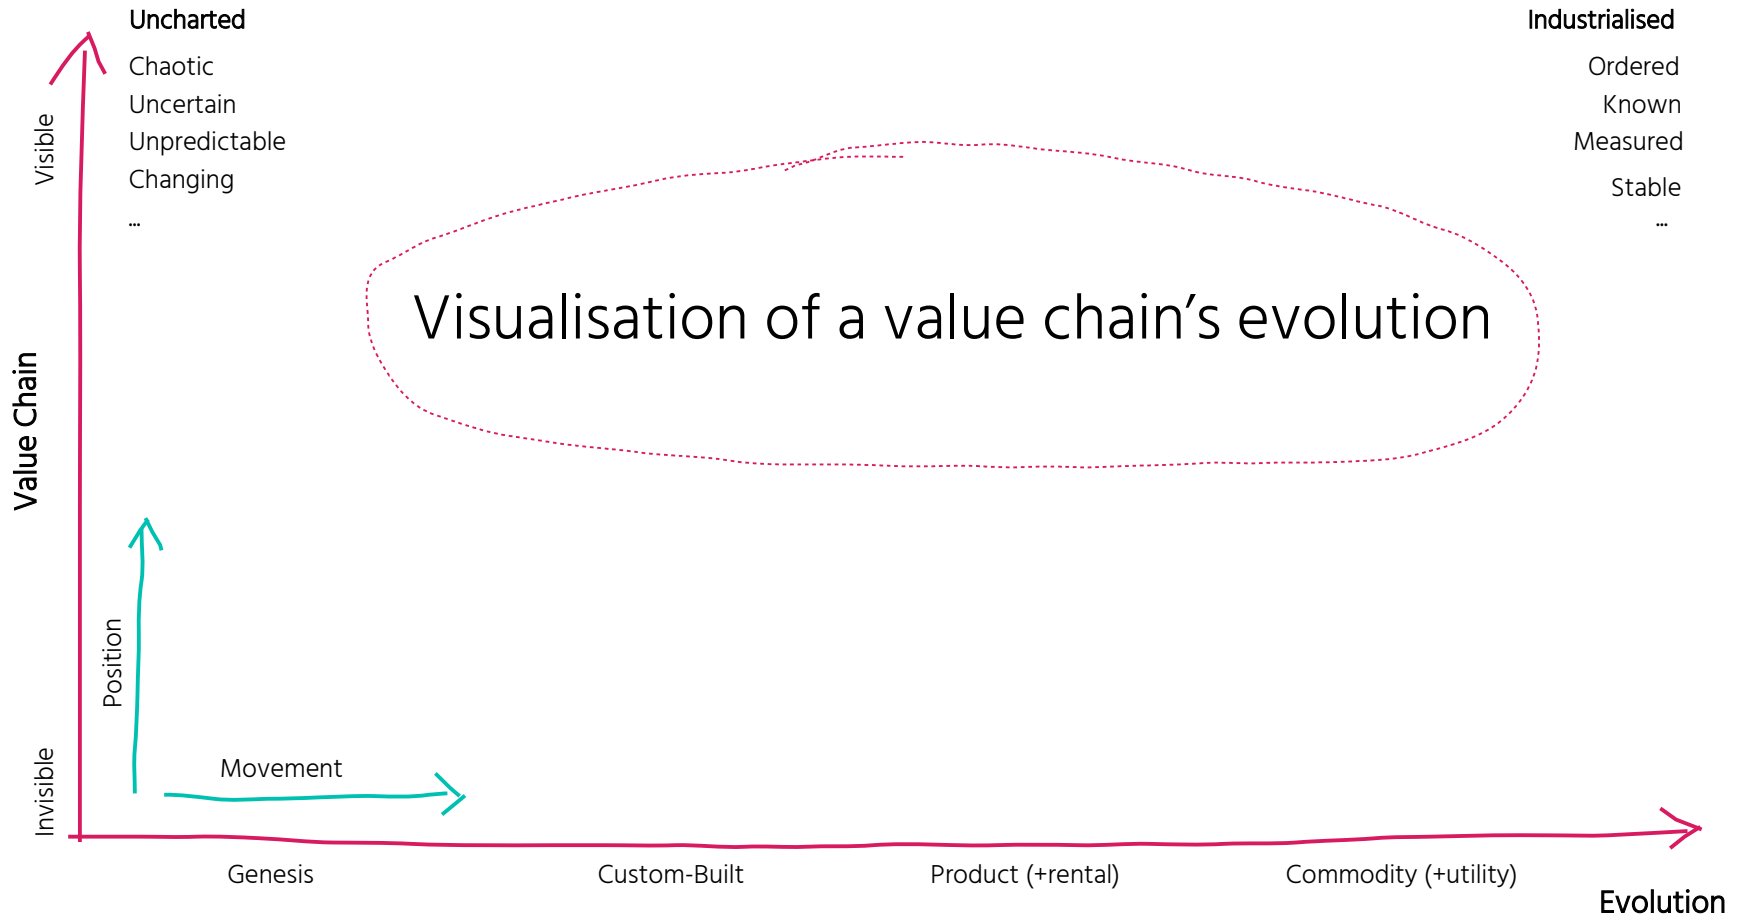 Uncharted
Chaotic
Uncertain
Unpredictable
Changing
...
Industrialised
Ordered
Known
Measured
Stable
...
Visible
Value Chain
Invisible
Visualisation of a value chain’s evolution
Position
Movement
Genesis
Custom-Built
Product (+rental)
Commodity (+utility)
Evolution